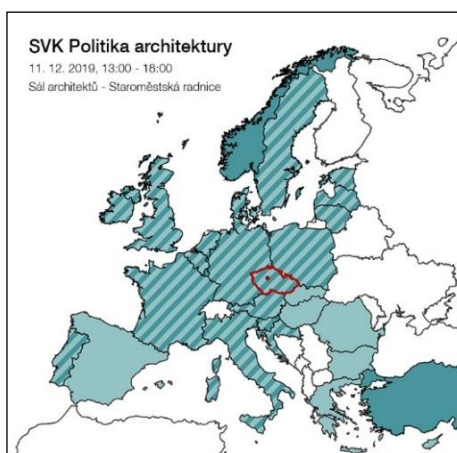 SVK Politika architektury
11. 12. 2019, 13:00 - 18:00
Sál architektů - Staroměstská radnice